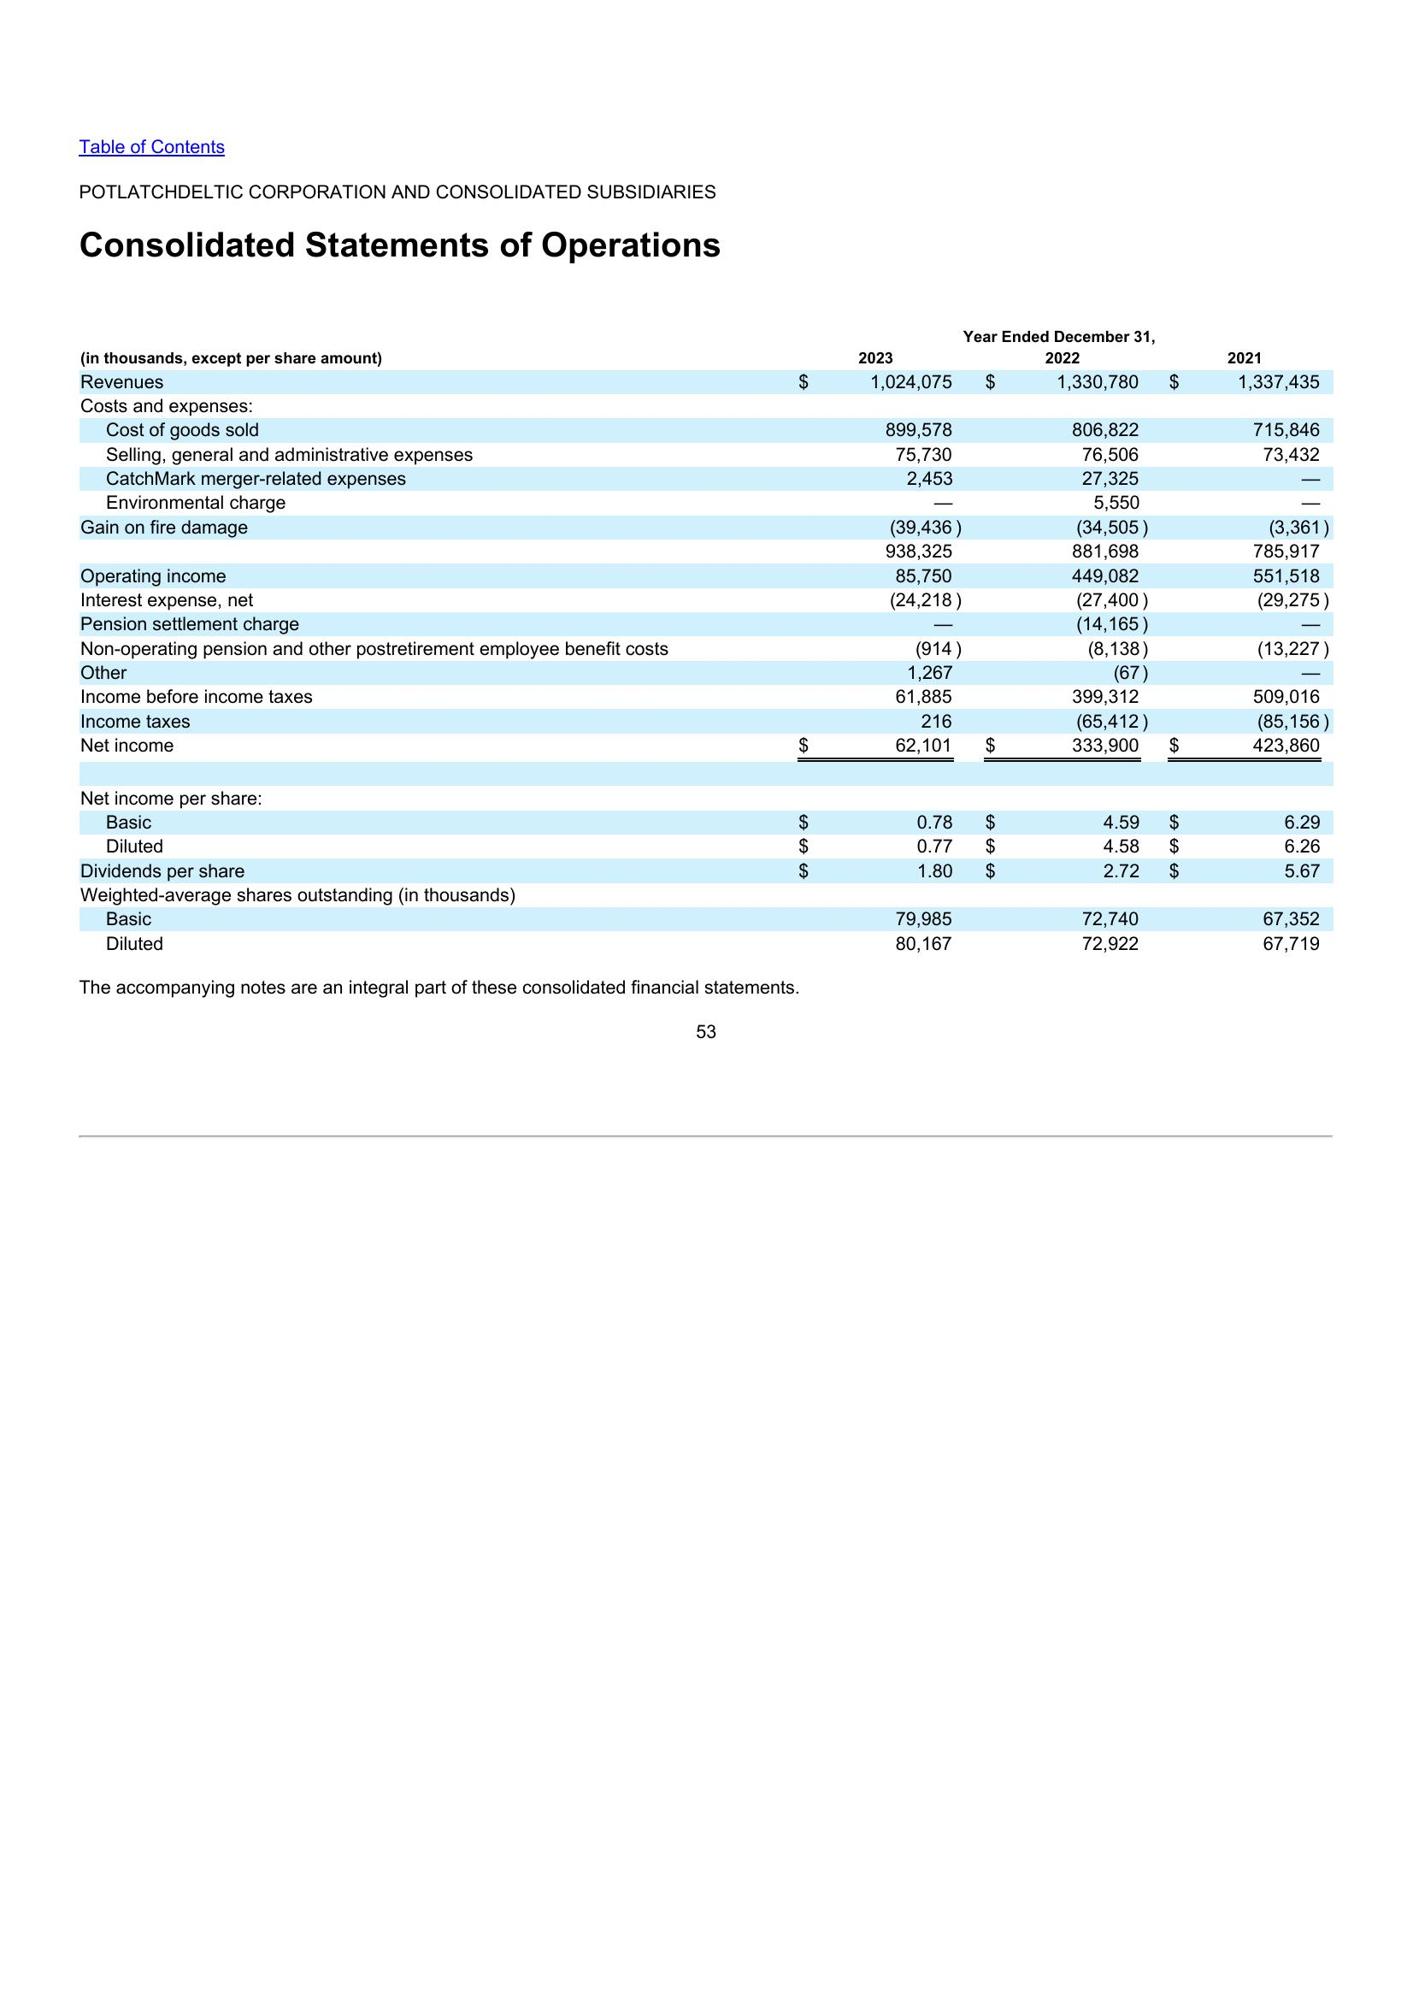 Table of Contents
POTLATCHDELTIC CORPORATION AND CONSOLIDATED SUBSIDIARIES
Consolidated Statements of Operations
Year Ended December 31,
(in thousands, except per share amount) 2023 2022 2021
Revenues $ 1,024,075 $ 1,330,780 $ 1,337,435
Costs and expenses:
Cost of goods sold 899,578 806,822 715,846
Selling, general and administrative expenses 75,730 76,506 73,432
CatchMark merger-related expenses 2,453 27,325 —
Environmental charge — 5,550 —
Gain on fire damage (39,436 ) (34,505 ) (3,361 )
938,325 881,698 785,917
Operating income 85,750 449,082 551,518
Interest expense, net (24,218 ) (27,400 ) (29,275 )
Pension settlement charge — (14,165 ) —
Non-operating pension and other postretirement employee benefit costs (914 ) (8,138 ) (13,227 )
Other 1,267 (67 ) —
Income before income taxes 61,885 399,312 509,016
Income taxes 216 (65,412 ) (85,156 )
Net income $ 62,101 $ 333,900 $ 423,860
Net income per share:
Basic $ 0.78 $ 4.59 $ 6.29
Diluted $ 0.77 $ 4.58 $ 6.26
Dividends per share $ 1.80 $ 2.72 $ 5.67
Weighted-average shares outstanding (in thousands)
Basic 79,985 72,740 67,352
Diluted 80,167 72,922 67,719
The accompanying notes are an integral part of these consolidated financial statements.
53